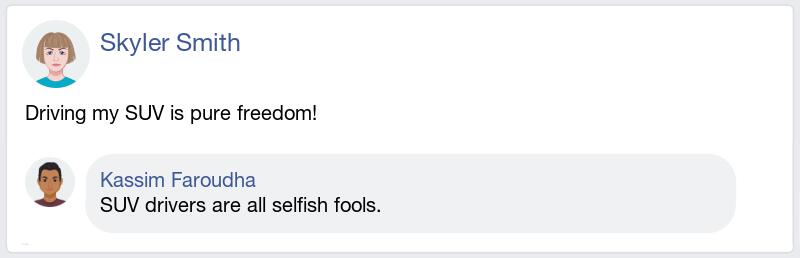 Skyler Smith
Driving my SUV is pure freedom!
Kassim Faroudha
SUV drivers are all selfish fools.